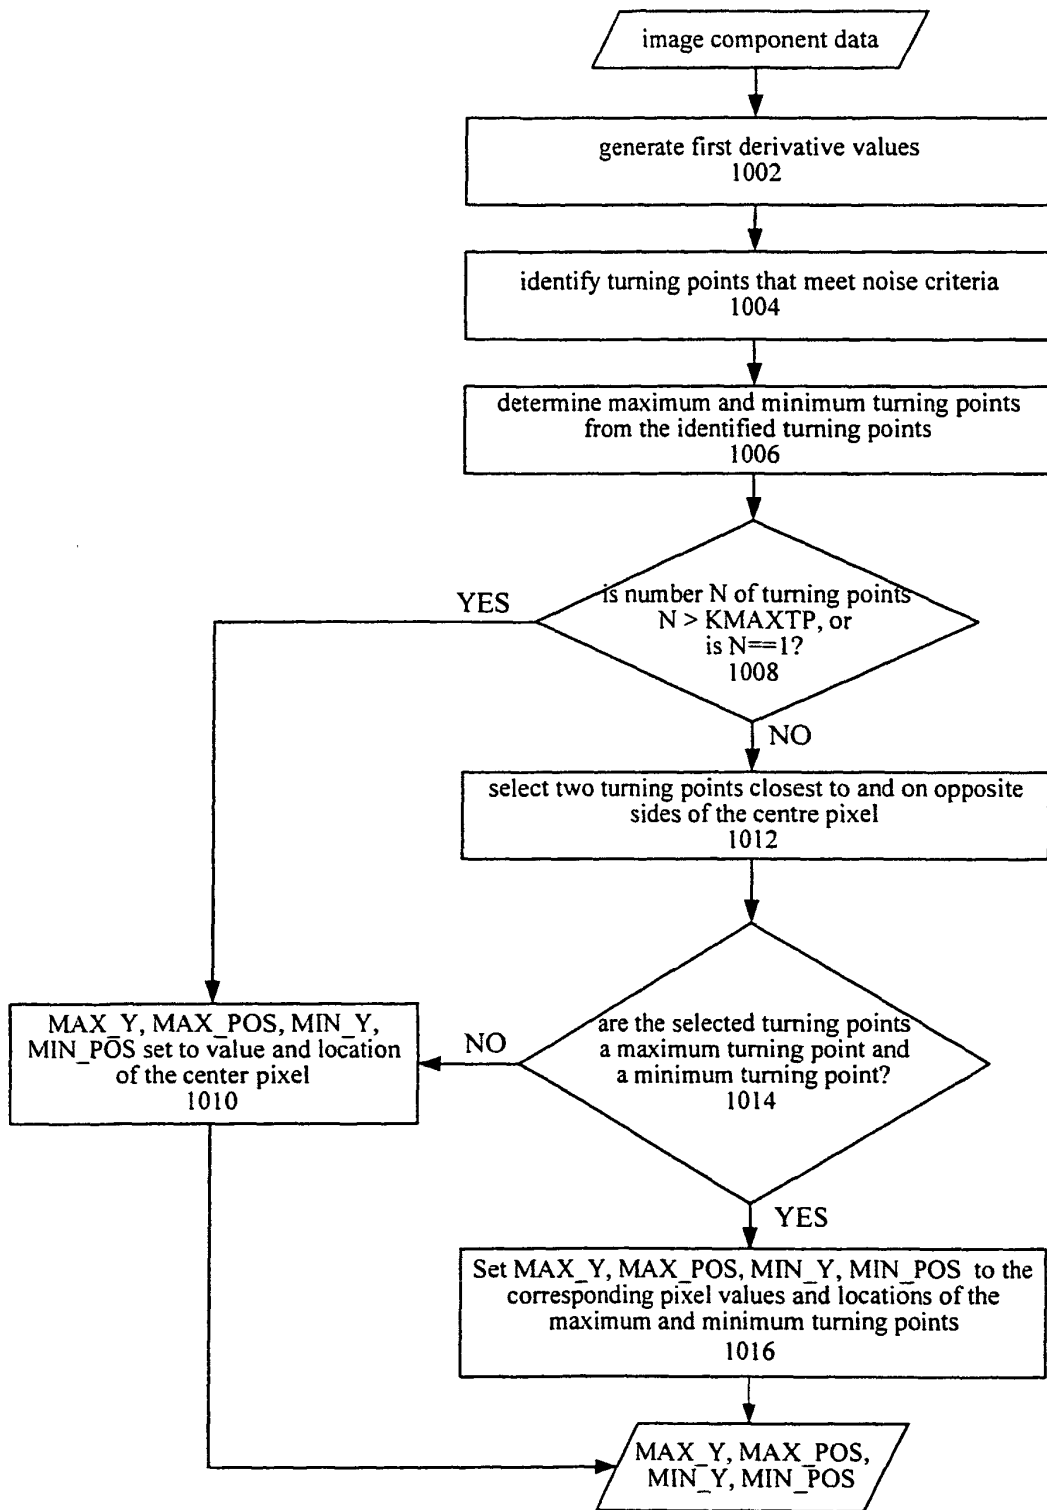 image component data
generate first derivative values
1002
identify turning points that meet noise criteria
1004
determine maximum and minimum turning points
from the identified turning points
1006
is number N of turning points
N > KMAXTP, or
is N==1?
1008
YES
NO
select two turning points closest to and on opposite
sides of the centre pixel
1012
are the selected turning points
a maximum turning point and
a minimum turning point?
1014
NO
MAX_Y, MAX_POS, MIN_Y,
MIN_POS set to value and location
of the center pixel
1010
YES
Set MAX_Y, MAX_POS, MIN_Y, MIN_POS to the
corresponding pixel values and locations of the
maximum and minimum turning points
1016
MAX_Y, MAX_POS,
MIN_Y, MIN_POS